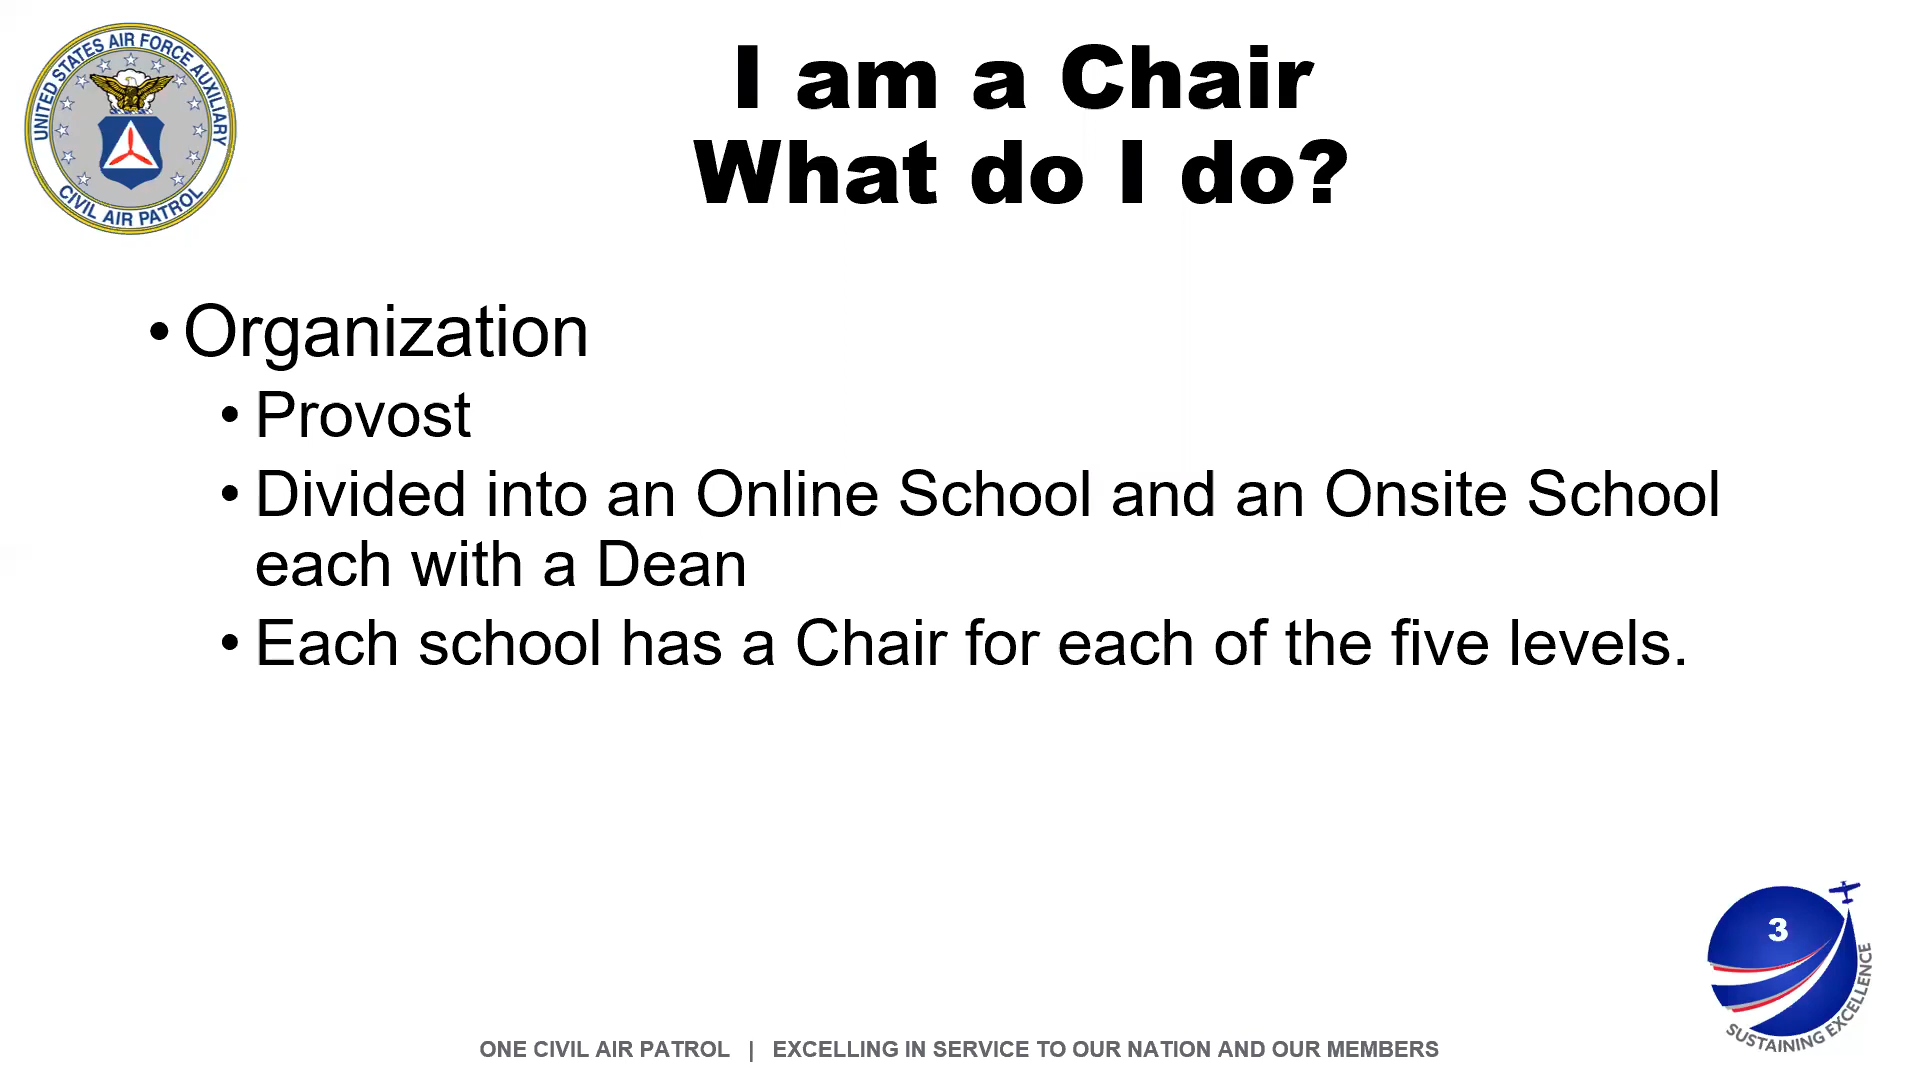 UNITED STATES AIR FORCE AUXILIARY
CIVIL AIR PATROL
I am a Chair
What do I do?
• Organization
• Provost
• Divided into an Online School and an Onsite School
each with a Dean
• Each school has a Chair for each of the five levels.
3
SUSTAINING EXCELLENCE
ONE CIVIL AIR PATROL | EXCELLING IN SERVICE TO OUR NATION AND OUR MEMBERS